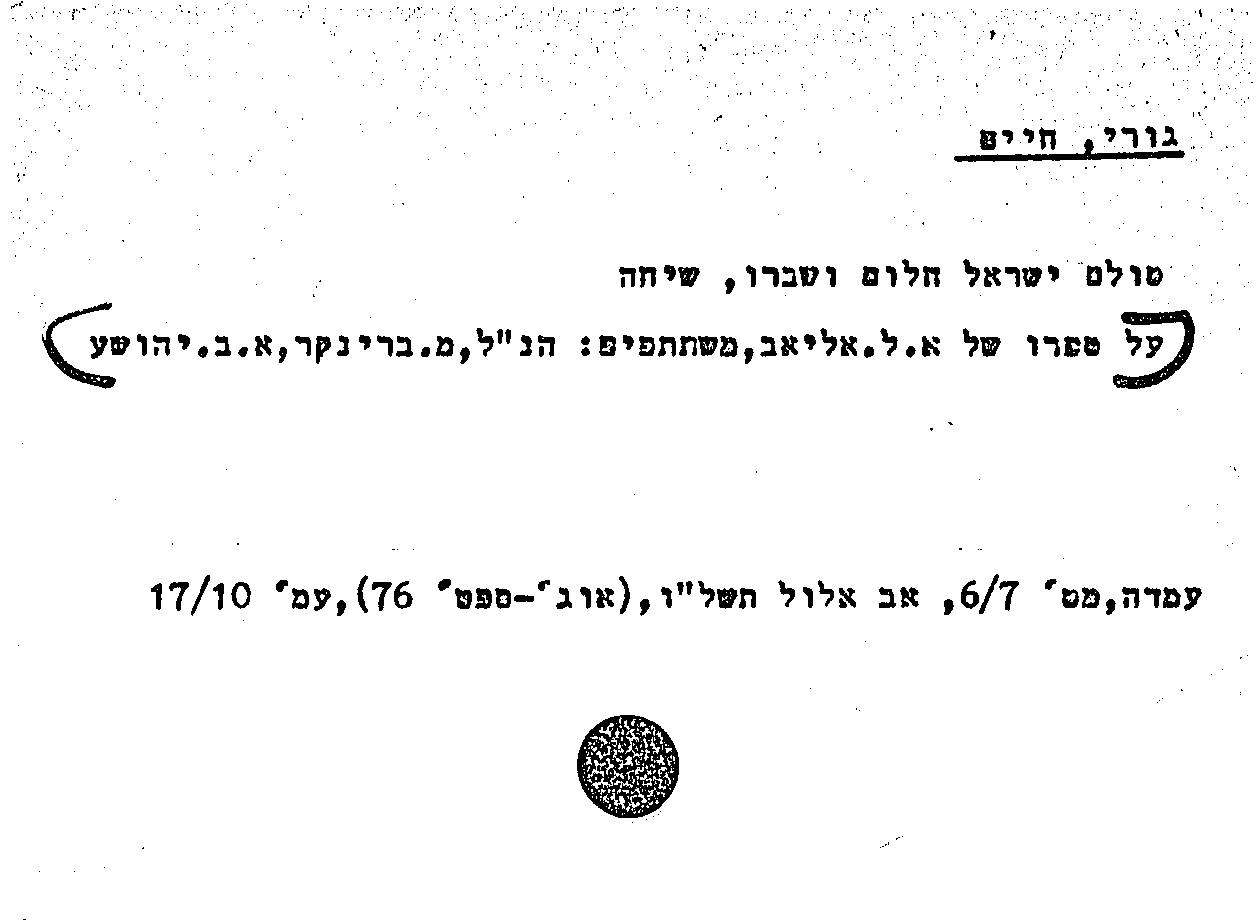 גורי, חיים
סולם ישראל חלום ושברו, שיחה
(על ספרו של א.ל.אליאב,משתתפים: הנ"ל,מ.ברינקר,א.ב.יהושע)
עמדה,מס' 6/7, אב אלול תשל"ו,(אוג'-ספט' 76),עמ' 17/10